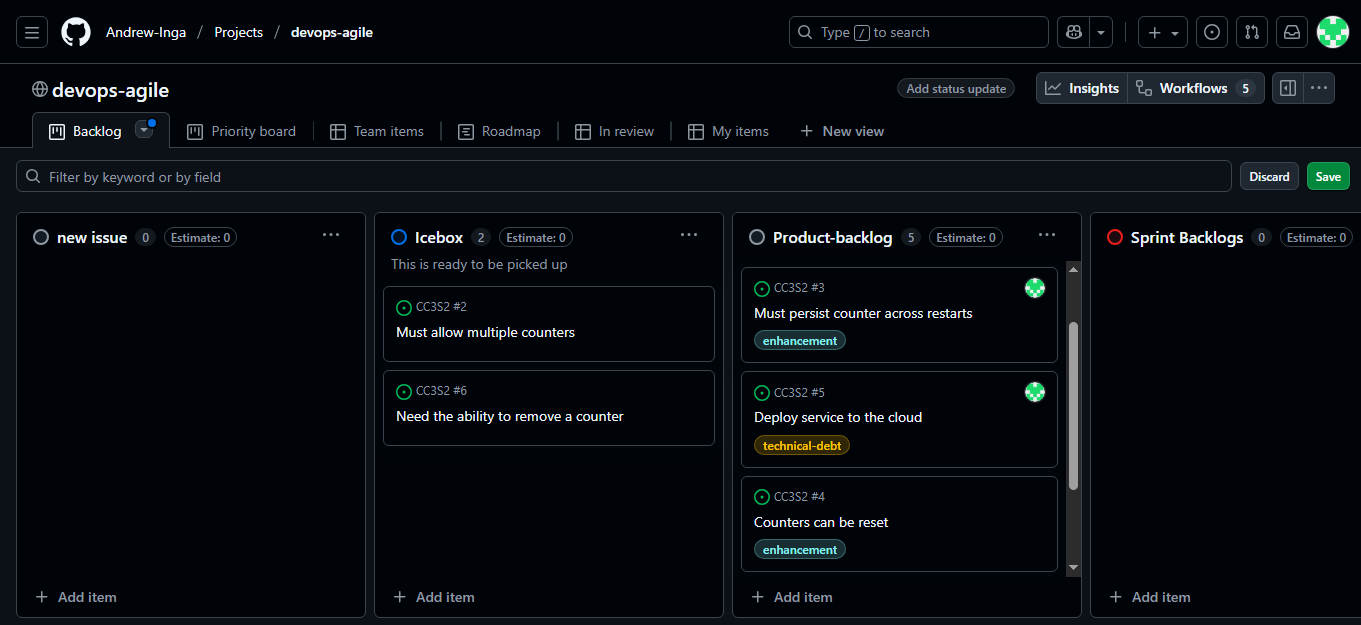 Andrew-Inga / Projects / devops-agile
Type / to search
devops-agile
Add status update
Insights
Workflows 5
Backlog
Priority board
Team items
Roadmap
In review
My items
+ New view
Filter by keyword or by field
Discard
Save
new issue 0 Estimate: 0
Icebox 2 Estimate: 0
This is ready to be picked up
CC3S2 #2
Must allow multiple counters
CC3S2 #6
Need the ability to remove a counter
Product-backlog 5 Estimate: 0
CC3S2 #3
Must persist counter across restarts
enhancement
CC3S2 #5
Deploy service to the cloud
technical-debt
CC3S2 #4
Counters can be reset
enhancement
Sprint Backlogs 0 Estimate: 0
+ Add item
+ Add item
+ Add item
+ Add item